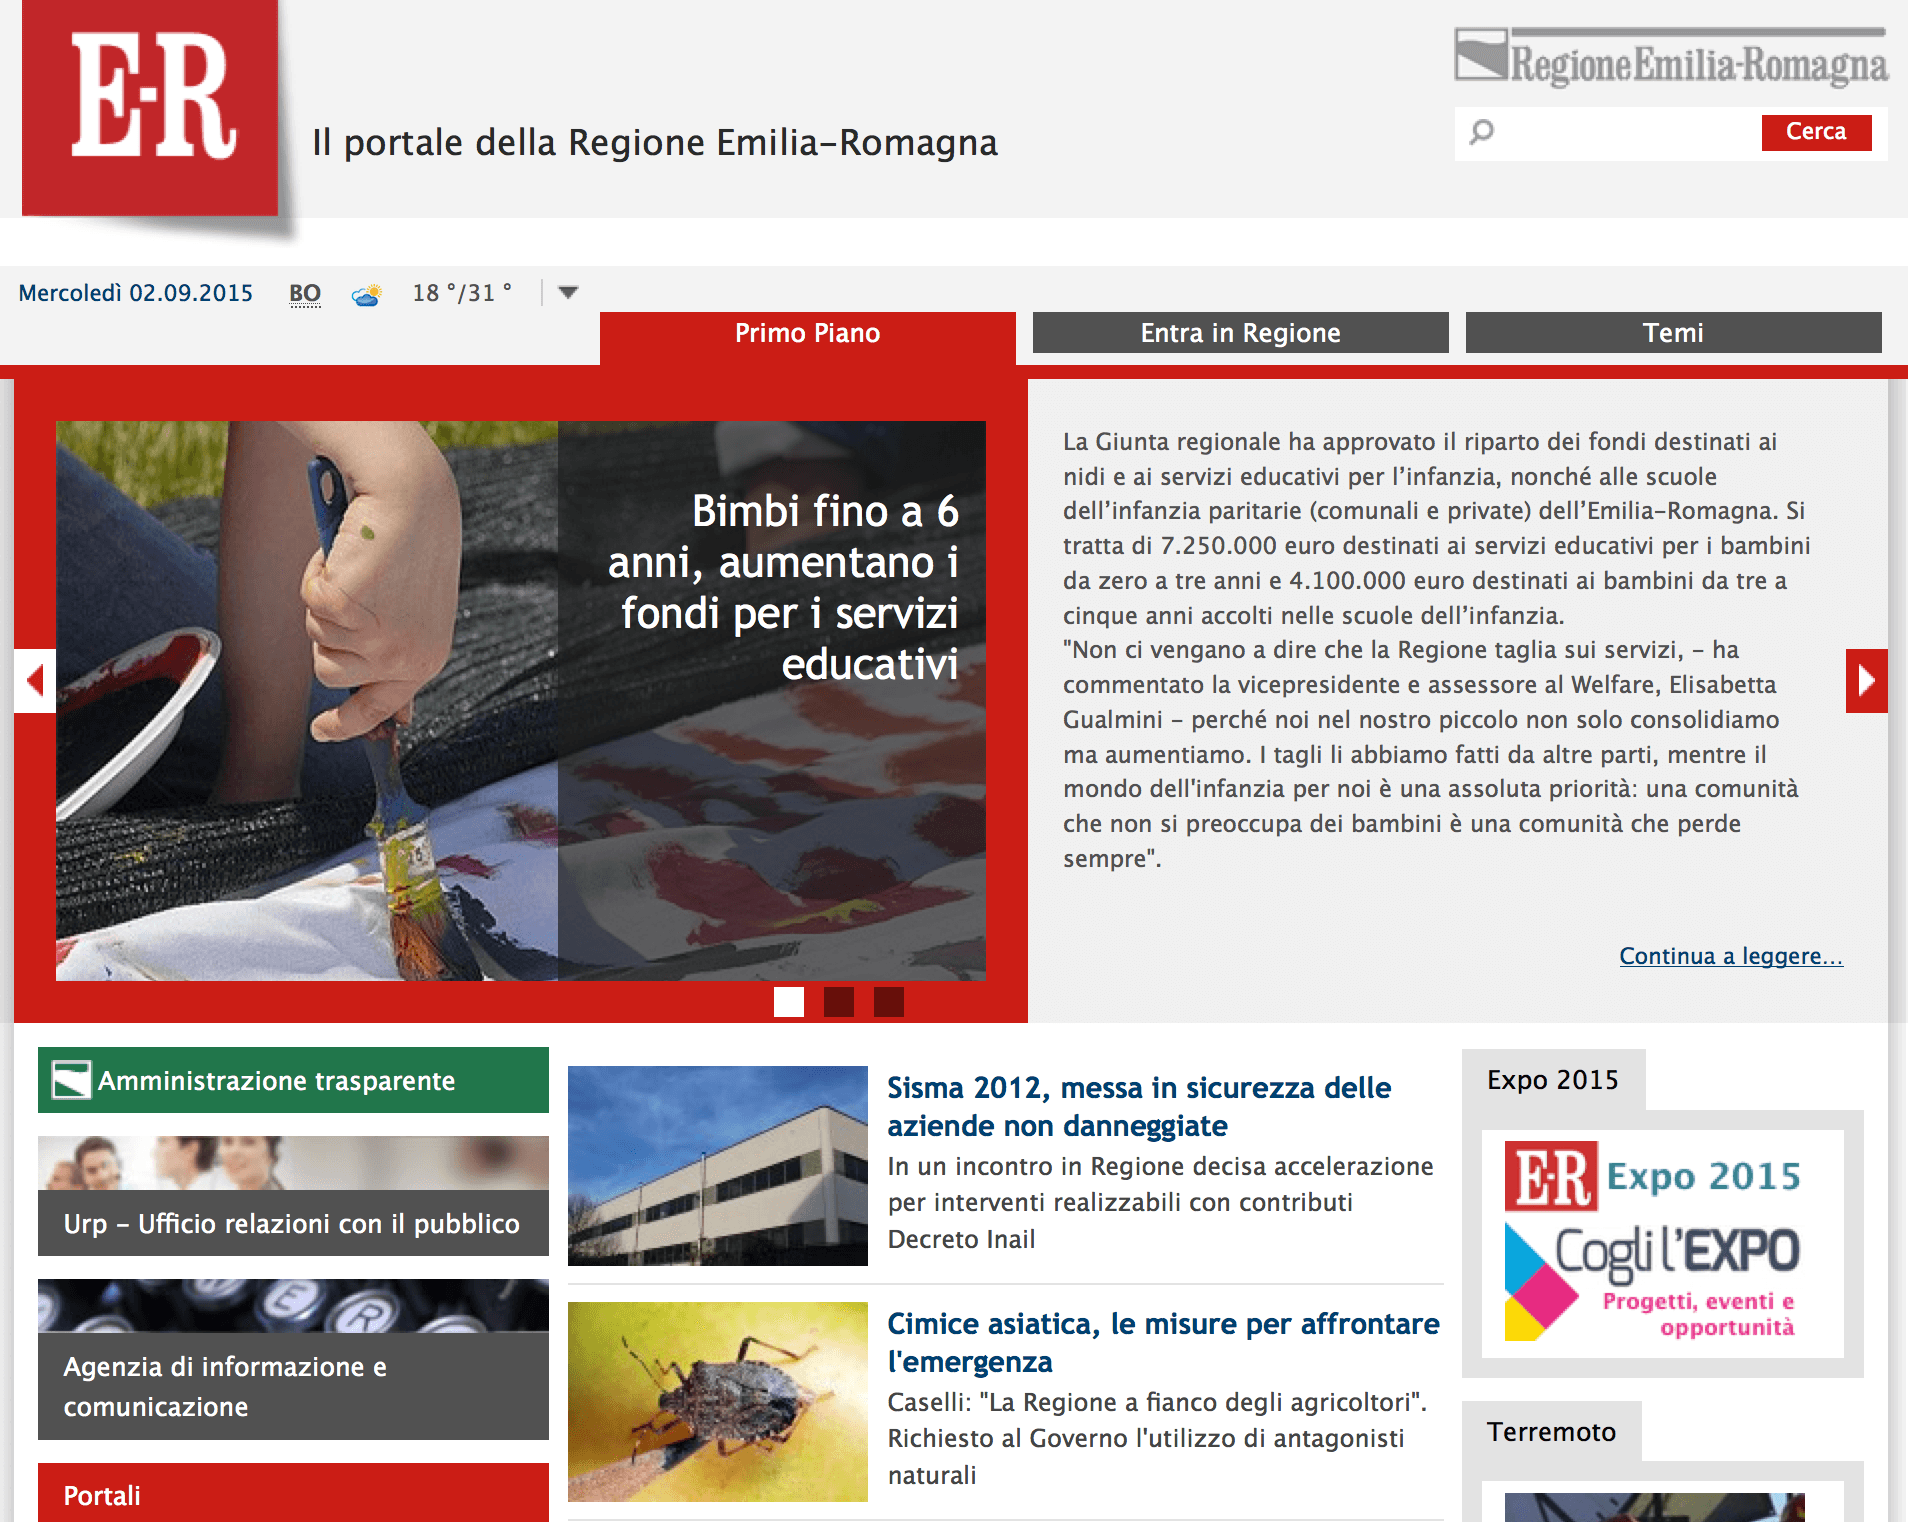 E-R
Il portale della Regione Emilia-Romagna
RegioneEmilia-Romagna
Cerca
Mercoledì 02.09.2015 BO 18 °/31 °
Primo Piano
Entra in Regione
Temi
Bimbi fino a 6
anni, aumentano i
fondi per i servizi
educativi
La Giunta regionale ha approvato il riparto dei fondi destinati ai
nidi e ai servizi educativi per l’infanzia, nonché alle scuole
dell’infanzia paritarie (comunali e private) dell’Emilia-Romagna. Si
tratta di 7.250.000 euro destinati ai servizi educativi per i bambini
da zero a tre anni e 4.100.000 euro destinati ai bambini da tre a
cinque anni accolti nelle scuole dell’infanzia.
"Non ci vengano a dire che la Regione taglia sui servizi, – ha
commentato la vicepresidente e assessore al Welfare, Elisabetta
Gualmini – perché noi nel nostro piccolo non solo consolidiamo
ma aumentiamo. I tagli li abbiamo fatti da altre parti, mentre il
mondo dell'infanzia per noi è una assoluta priorità: una comunità
che non si preoccupa dei bambini è una comunità che perde
sempre".
Continua a leggere...
Amministrazione trasparente
Urp – Ufficio relazioni con il pubblico
E R
Agenzia di informazione e
comunicazione
Portali
Sisma 2012, messa in sicurezza delle
aziende non danneggiate
In un incontro in Regione decisa accelerazione
per interventi realizzabili con contributi
Decreto Inail
Cimice asiatica, le misure per affrontare
l'emergenza
Caselli: "La Regione a fianco degli agricoltori".
Richiesto al Governo l'utilizzo di antagonisti
naturali
Expo 2015
E-R Expo 2015
Cogli l'EXPO
Progetti, eventi e
opportunità
Terremoto